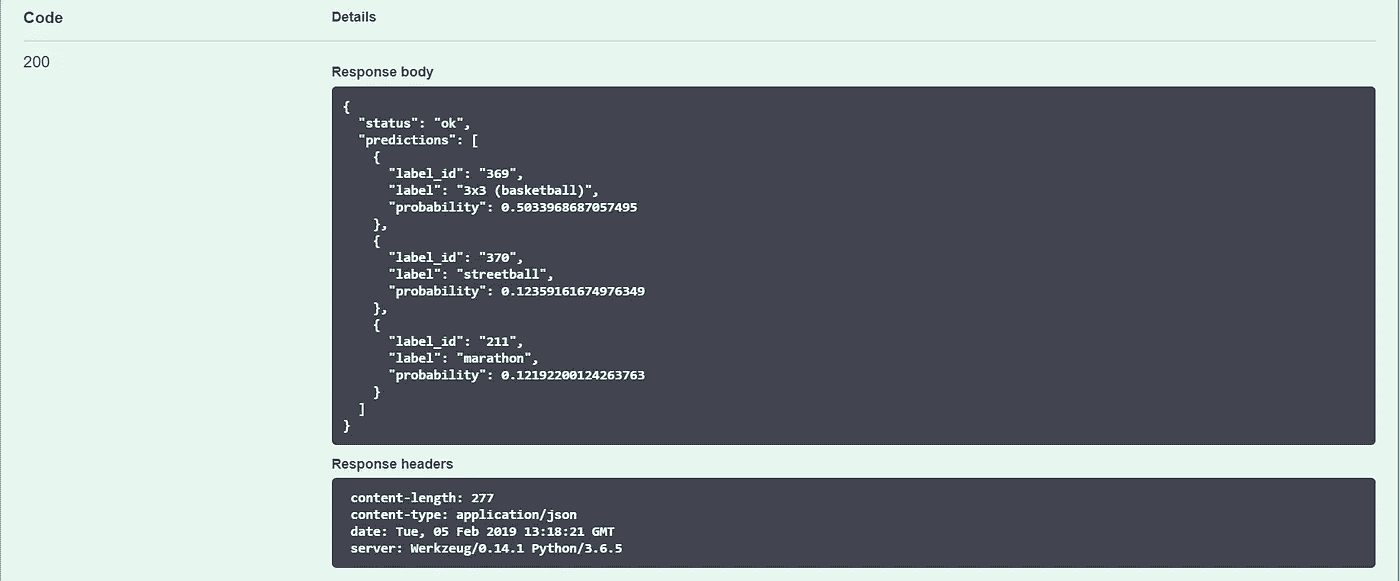 Code Details
200
Response body
{
  "status": "ok",
  "predictions": [
    {
      "label_id": "369",
      "label": "3x3 (basketball)",
      "probability": 0.5033968687057495
    },
    {
      "label_id": "370",
      "label": "streetball",
      "probability": 0.12359161674976349
    },
    {
      "label_id": "211",
      "label": "marathon",
      "probability": 0.12192200124263763
    }
  ]
}
Response headers
content-length: 277
content-type: application/json
date: Tue, 05 Feb 2019 13:18:21 GMT
server: Werkzeug/0.14.1 Python/3.6.5